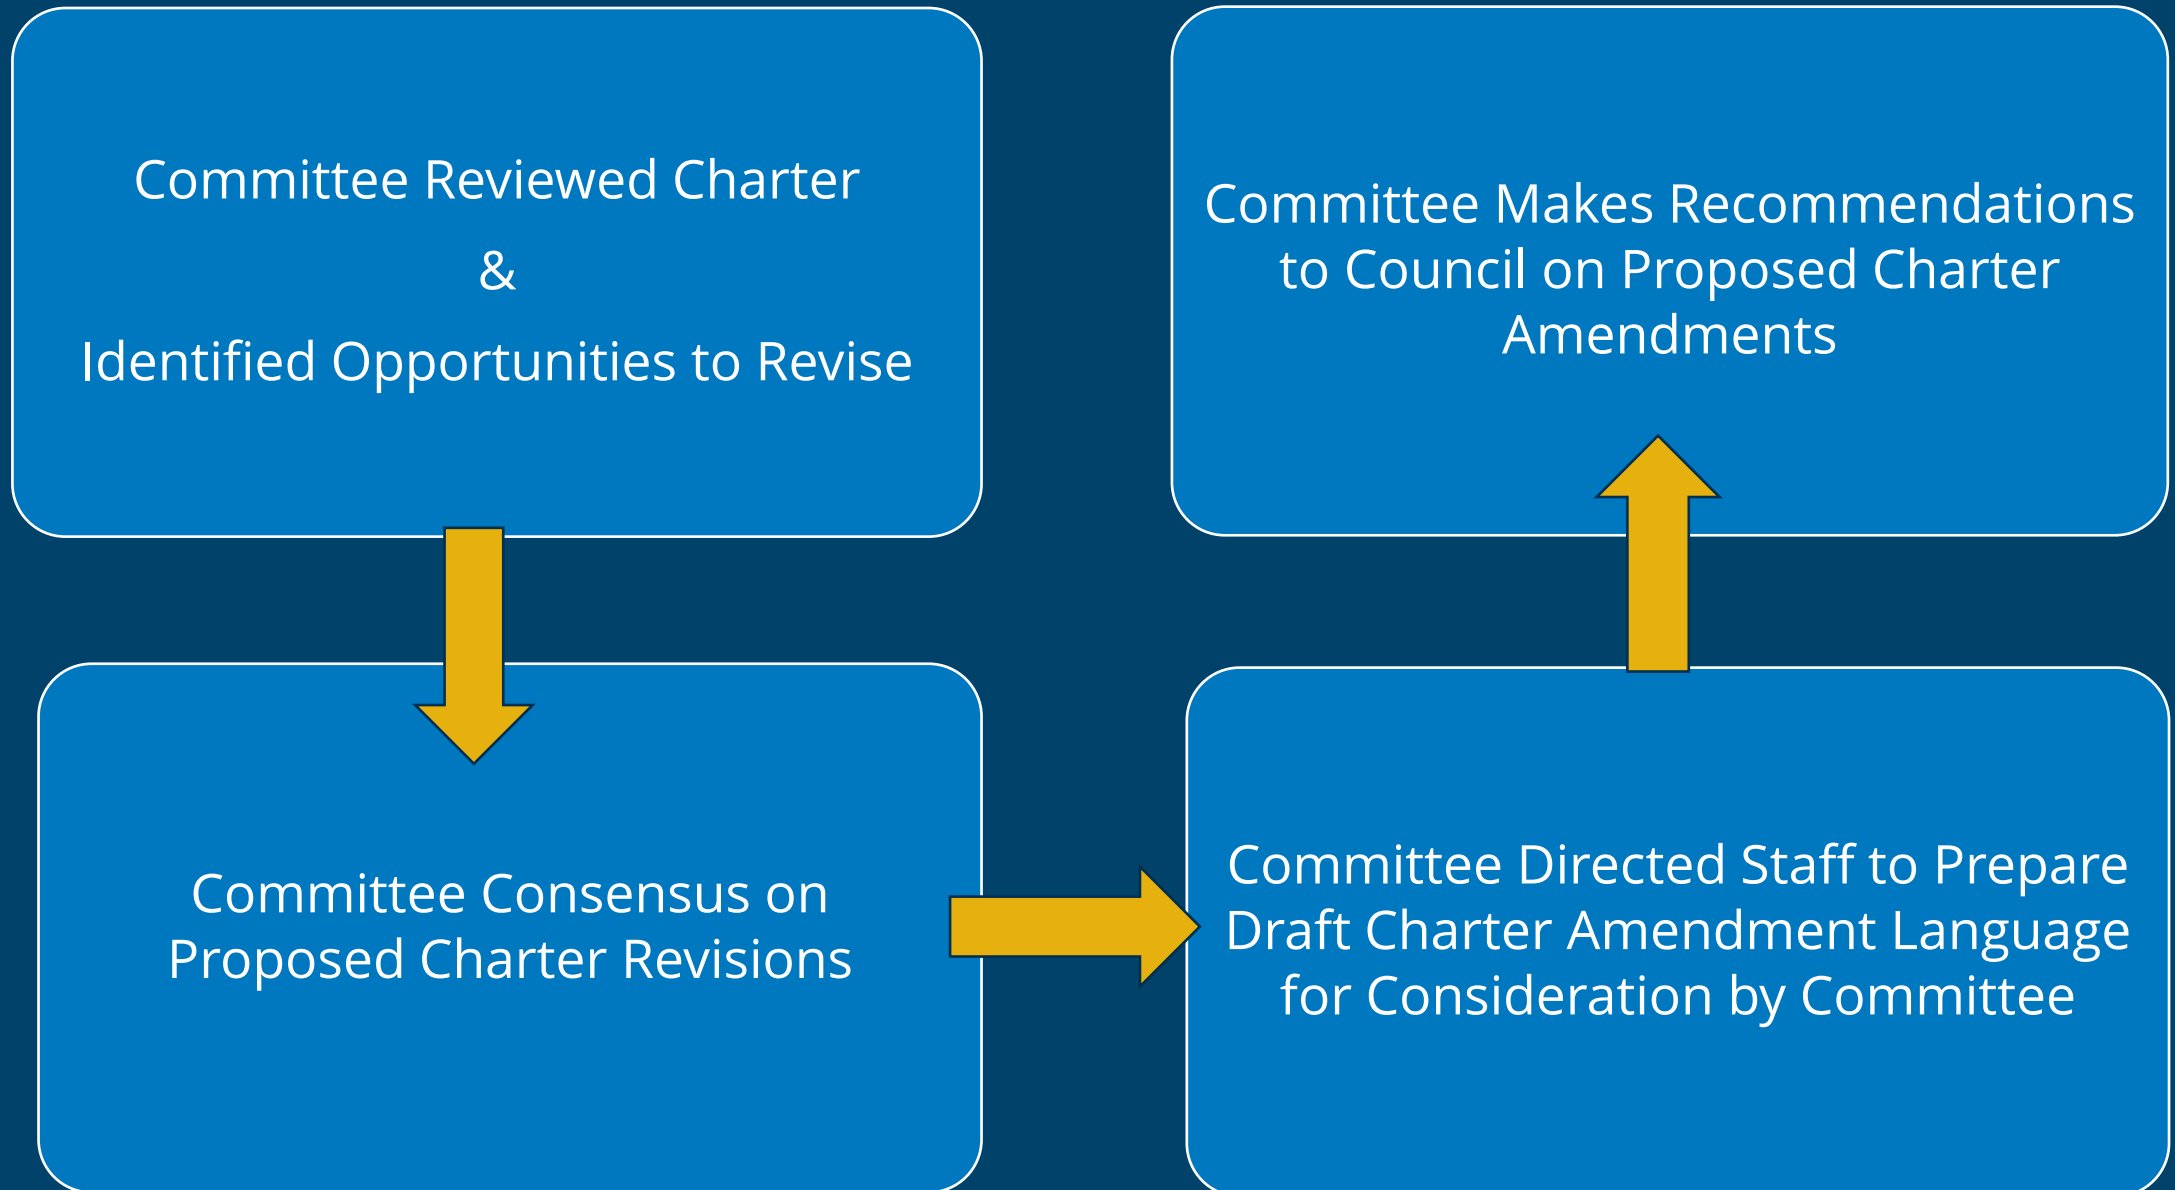 Committee Reviewed Charter
&
Identified Opportunities to Revise
Committee Consensus on
Proposed Charter Revisions
Committee Directed Staff to Prepare
Draft Charter Amendment Language
for Consideration by Committee
Committee Makes Recommendations
to Council on Proposed Charter
Amendments